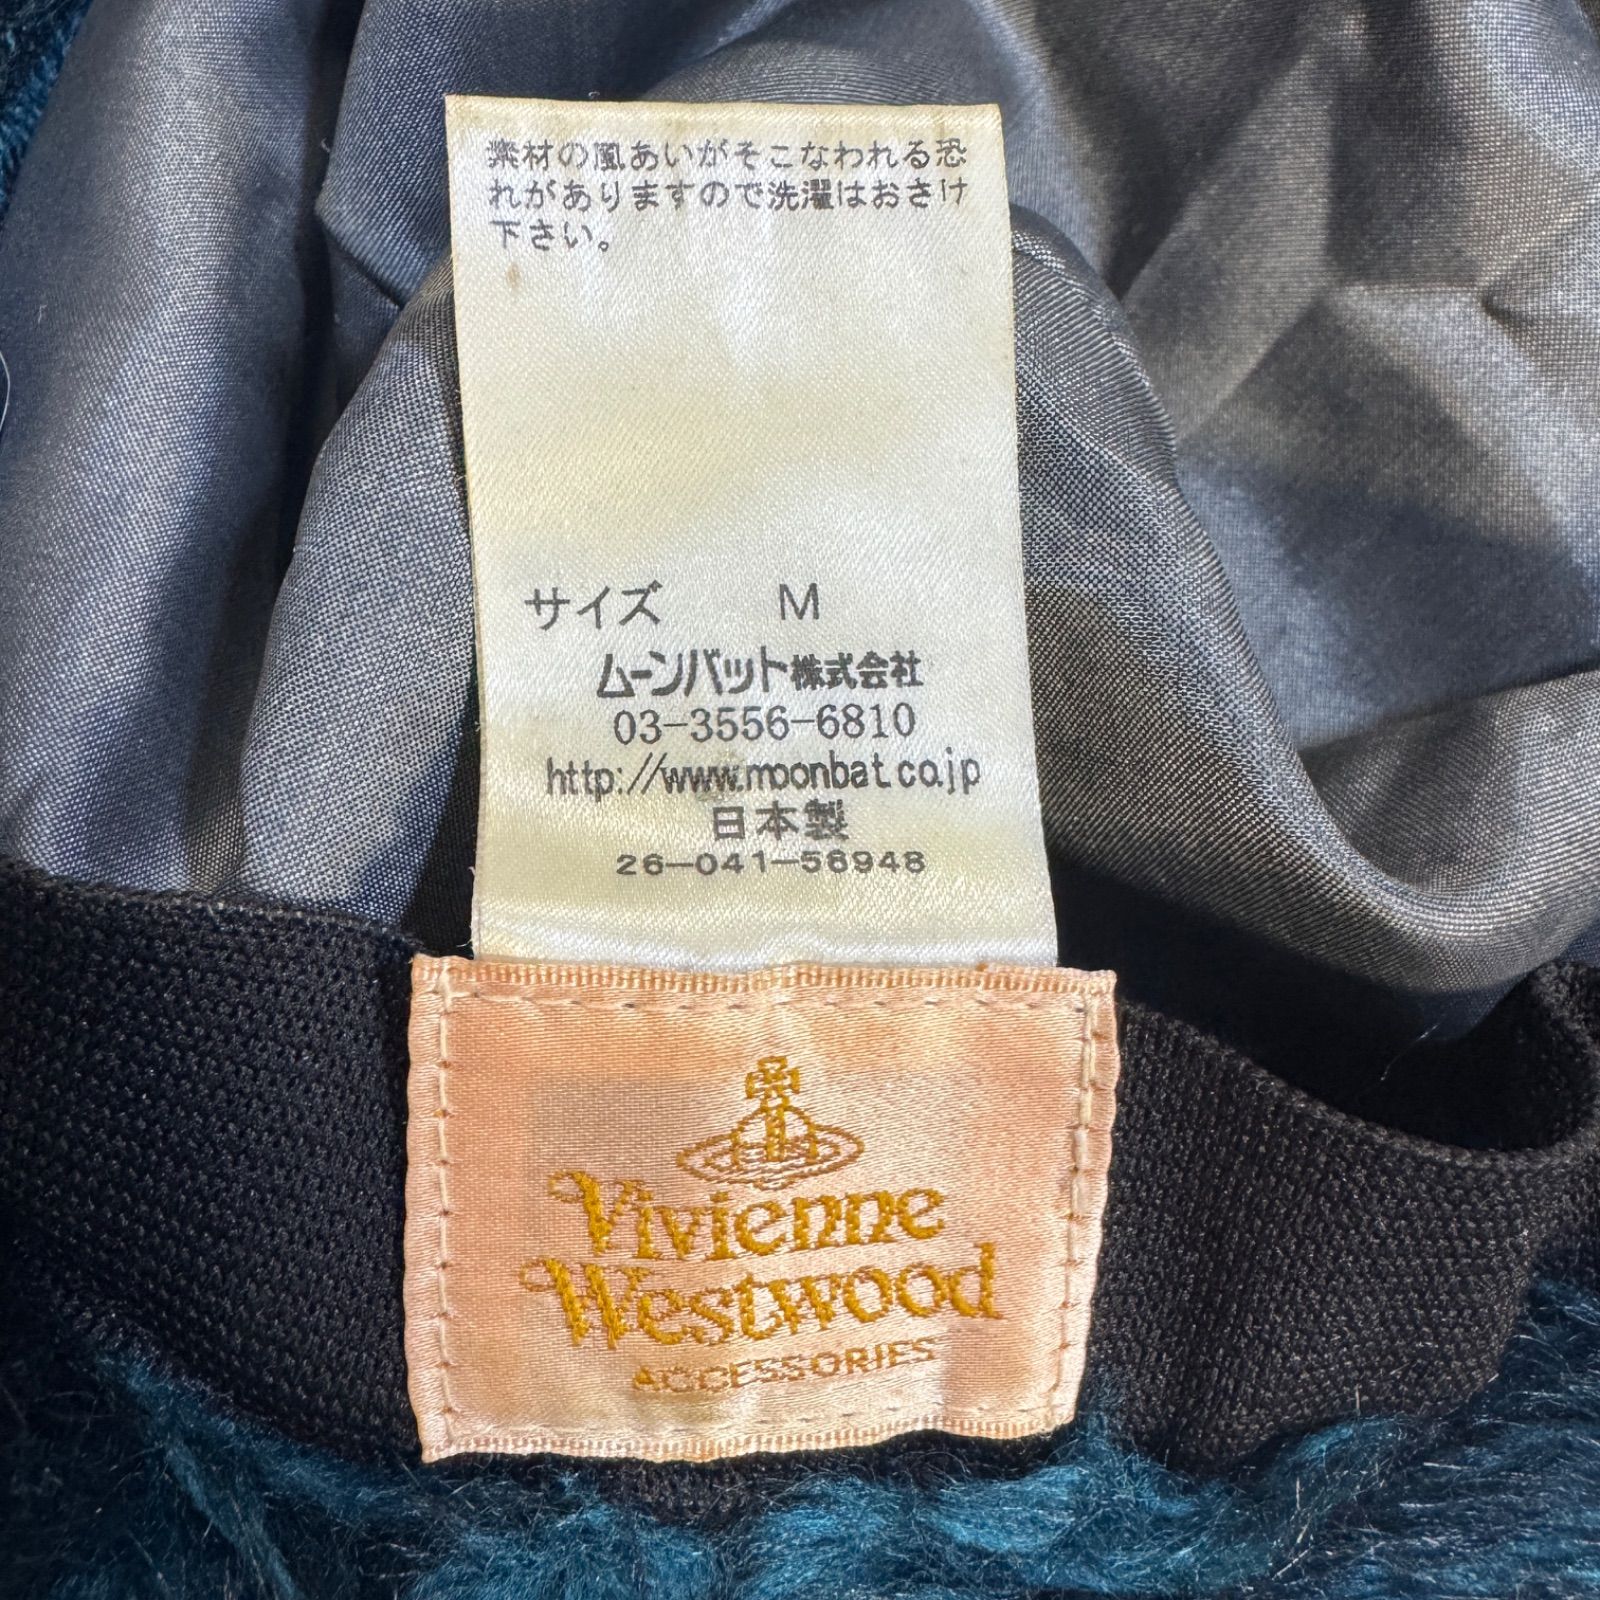 素材の風あいがそこなわれる恐
れがありますので洗濯はおさけ
下さい。
サイズ M
ムーンバット株式会社
03-3556-6810
http://www.moonbat.co.jp
日本製
26-041-56948
Vivienne
Westwood
ACCESSORIES